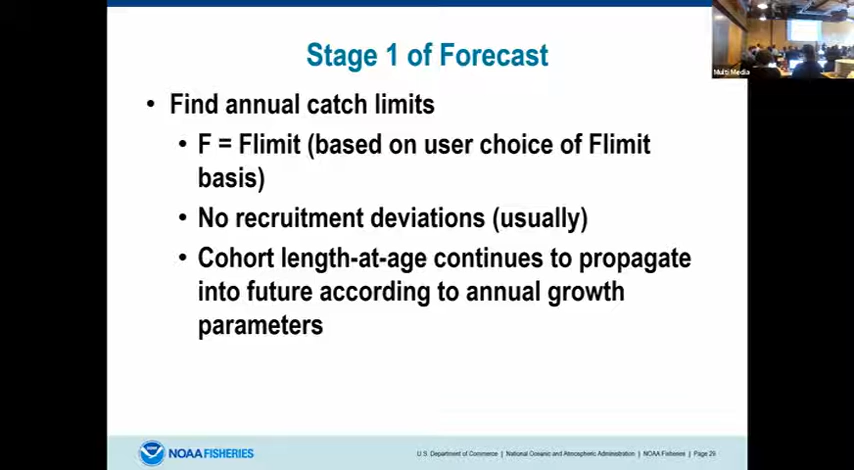 Stage 1 of Forecast
• Find annual catch limits
• F = Flimit (based on user choice of Flimit
basis)
• No recruitment deviations (usually)
• Cohort length-at-age continues to propagate
into future according to annual growth
parameters
Multi Media
NOAA FISHERIES
U.S. Department of Commerce | National Oceanic and Atmospheric Administration | NOAA Fisheries | Page 29